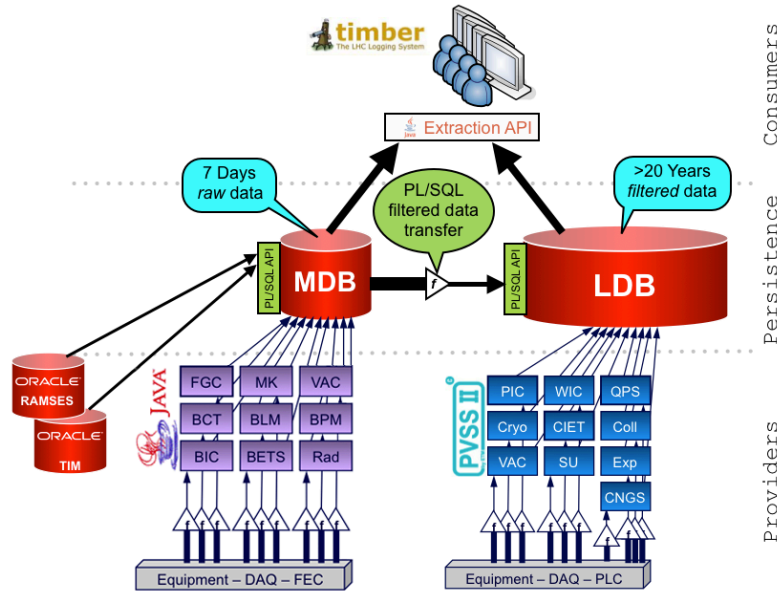 timber
The LHC Logging System
Consumers
Java
Extraction API
7 Days
raw data
PL/SQL
filtered data
transfer
>20 Years
filtered data
Persistence
PL/SQL API
MDB
f
PL/SQL API
LDB
ORACLE
RAMSES
ORACLE
TIM
JAVA
FGC
MK
VAC
BCT
BLM
BPM
BIC
BETS
Rad
PVSS II
PIC
WIC
QPS
Cryo
CIET
Coll
VAC
SU
Exp
CNGS
Providers
f f f f f f f f f
f f f f f f f f f f
Equipment – DAQ – FEC
Equipment – DAQ – PLC